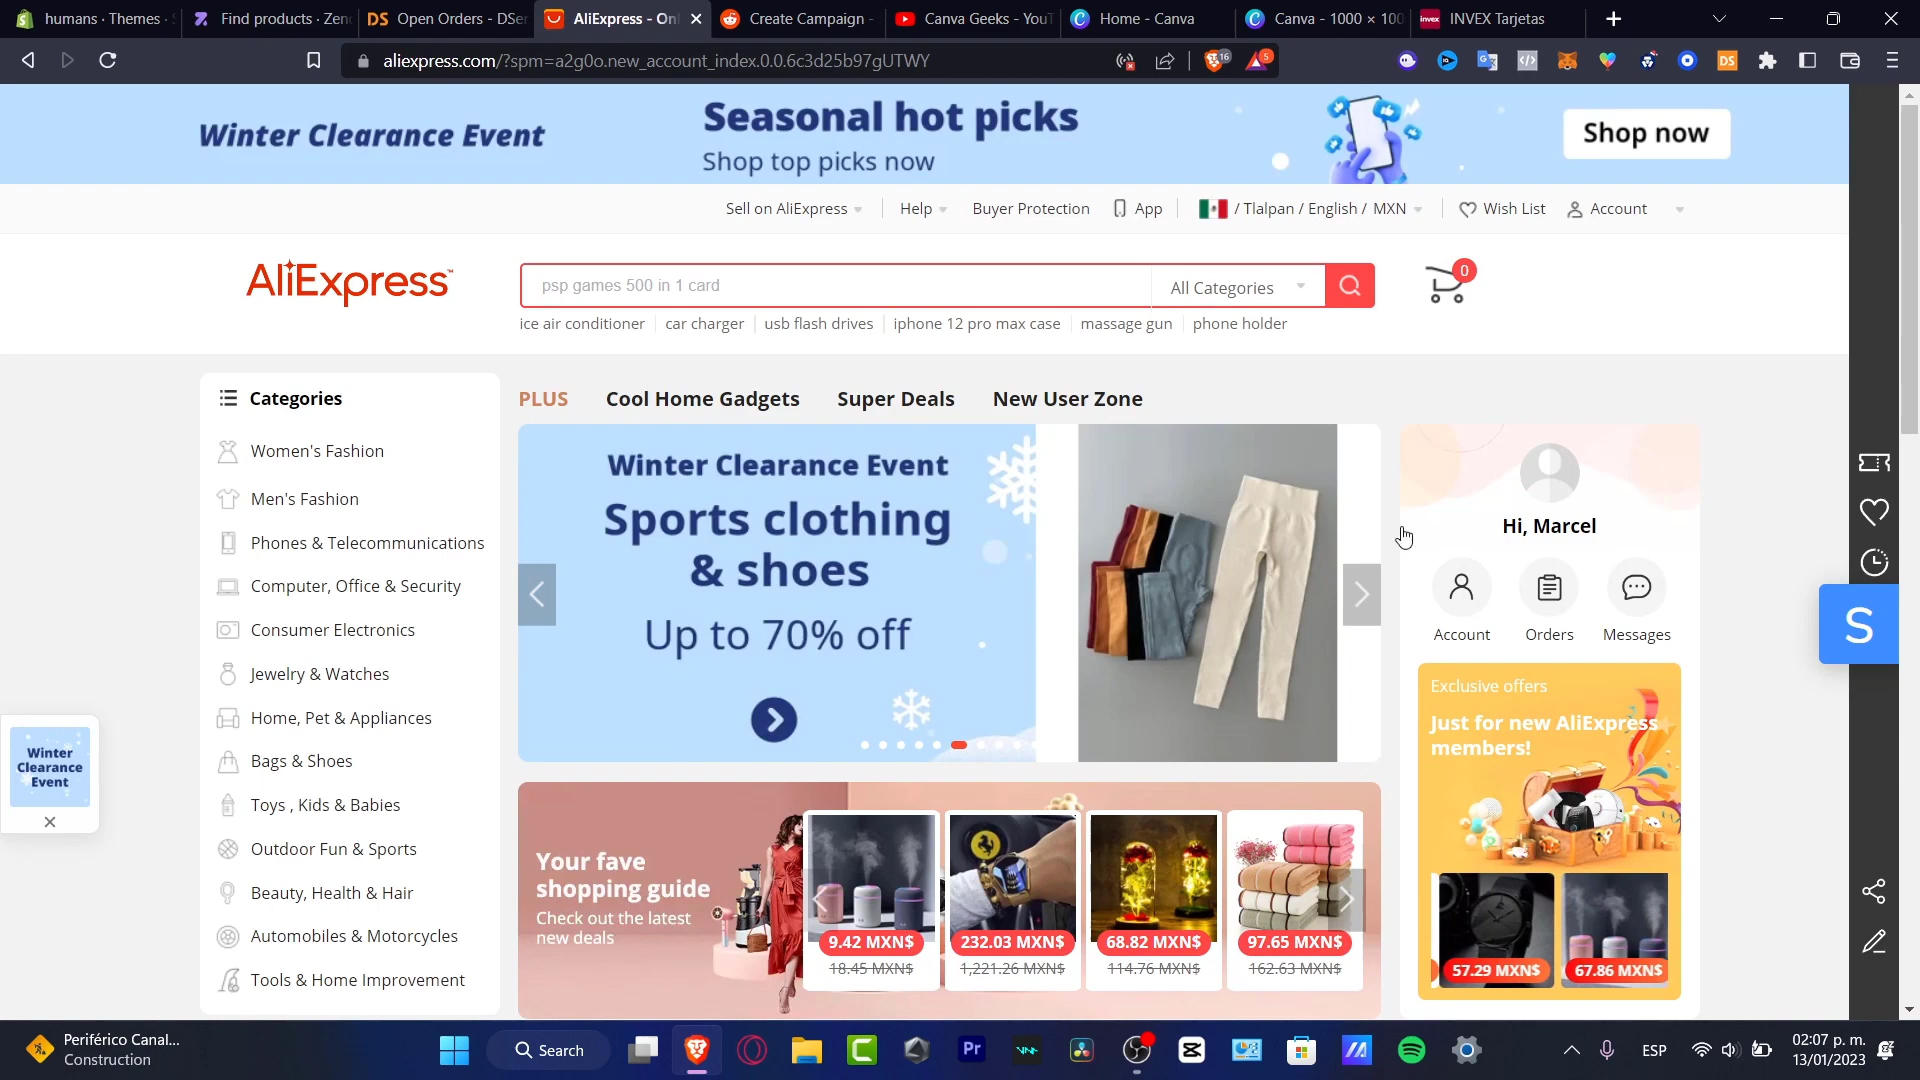 humans · Themes ·
Find products · Zen
Open Orders - DSer
AliExpress - Onl
Create Campaign -
Canva Geeks - YouT
Home - Canva
Canva - 1000 × 100
INVEX Tarjetas
aliexpress.com/?spm=a2g0o.new_account_index.0.0.6c3d25b97gUTWY
16
5
Winter Clearance Event
Seasonal hot picks
Shop top picks now
Shop now
Sell on AliExpress
Help
Buyer Protection
App
/ Tlalpan / English / MXN
Wish List
Account
AliExpress
psp games 500 in 1 card
All Categories
0
ice air conditioner
car charger
usb flash drives
iphone 12 pro max case
massage gun
phone holder
Categories
Women's Fashion
Men's Fashion
Phones & Telecommunications
Computer, Office & Security
Consumer Electronics
Jewelry & Watches
Home, Pet & Appliances
Bags & Shoes
Toys , Kids & Babies
Outdoor Fun & Sports
Beauty, Health & Hair
Automobiles & Motorcycles
Tools & Home Improvement
PLUS
Cool Home Gadgets
Super Deals
New User Zone
Winter Clearance Event
Sports clothing
& shoes
Up to 70% off
Hi, Marcel
Account
Orders
Messages
S
Exclusive offers
Just for new AliExpress
members!
57.29 MXN$
67.86 MXN$
Winter
Clearance
Event
Your fave
shopping guide
Check out the latest
new deals
9.42 MXN$
18.45 MXN$
232.03 MXN$
1,221.26 MXN$
68.82 MXN$
114.76 MXN$
97.65 MXN$
162.63 MXN$
Periférico Canal...
Construction
Search
Pr
ESP
02:07 p. m.
13/01/2023